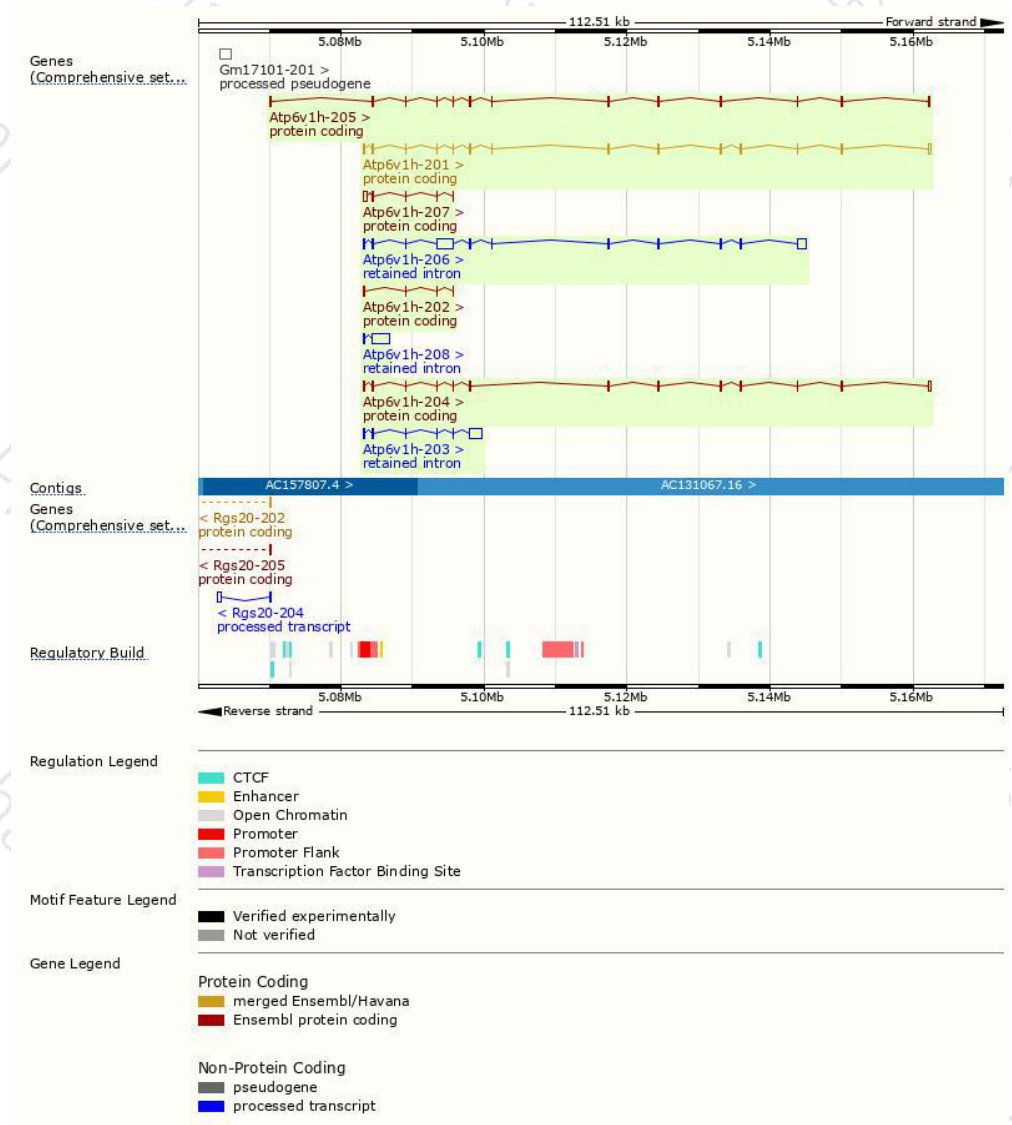 112.51 kb
Forward strand
5.08Mb 5.10Mb 5.12Mb 5.14Mb 5.16Mb
Genes
(Comprehensive set...
Gm17101-201 >
processed pseudogene
Atp6v1h-205 >
protein coding
Atp6v1h-201 >
protein coding
Atp6v1h-207 >
protein coding
Atp6v1h-206 >
retained intron
Atp6v1h-202 >
protein coding
Atp6v1h-208 >
retained intron
Atp6v1h-204 >
protein coding
Atp6v1h-203 >
retained intron
Contigs
AC157807.4 >
AC131067.16 >
Genes
(Comprehensive set...
< Rgs20-202
protein coding
< Rgs20-205
protein coding
< Rgs20-204
processed transcript
Regulatory Build
5.08Mb 5.10Mb 5.12Mb 5.14Mb 5.16Mb
Reverse strand
112.51 kb
Regulation Legend
CTCF
Enhancer
Open Chromatin
Promoter
Promoter Flank
Transcription Factor Binding Site
Motif Feature Legend
Verified experimentally
Not verified
Gene Legend
Protein Coding
merged Ensembl/Havana
Ensembl protein coding
Non-Protein Coding
pseudogene
processed transcript